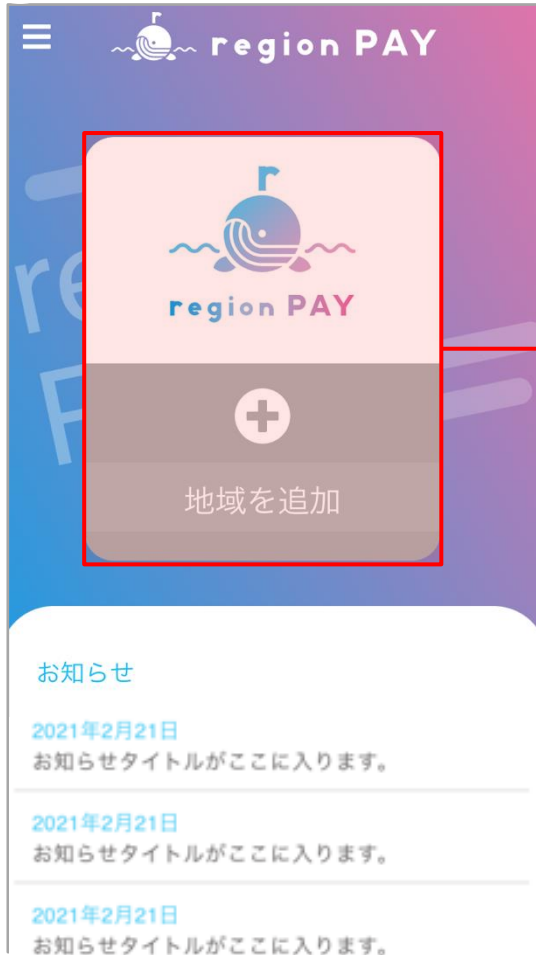 region PAY
re
P
r
region PAY
地域を追加
お知らせ
2021年2月21日
お知らせタイトルがここに入ります。
2021年2月21日
お知らせタイトルがここに入ります。
2021年2月21日
お知らせタイトルがここに入ります。